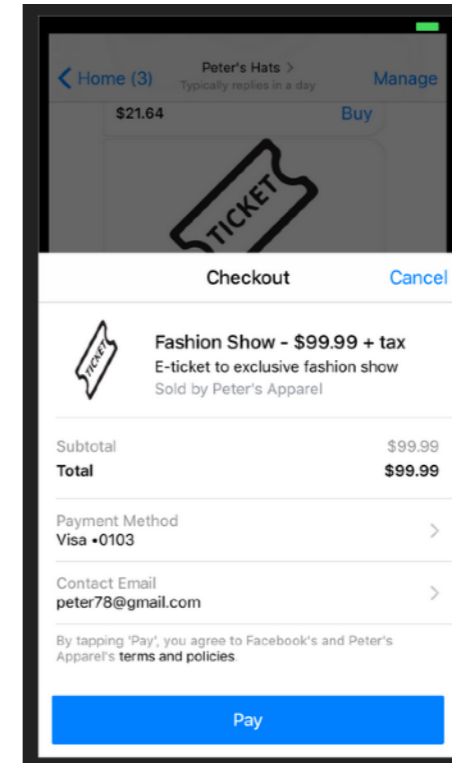 Home (3)
Peter's Hats >
Typically replies in a day
Manage
$21.64
Buy
TICKET
Checkout
Cancel
TICKET
Fashion Show - $99.99 + tax
E-ticket to exclusive fashion show
Sold by Peter's Apparel
Subtotal
$99.99
Total
$99.99
Payment Method
Visa •0103
Contact Email
peter78@gmail.com
By tapping 'Pay', you agree to Facebook's and Peter's
Apparel's terms and policies.
Pay